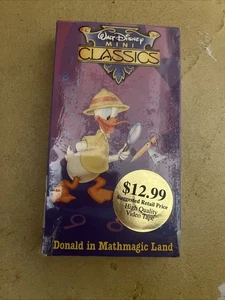 Walt Disney
MINI
CLASSICS
$12.99
Suggested Retail Price
High Quality
Video Tape
Donald in Mathmagic Land